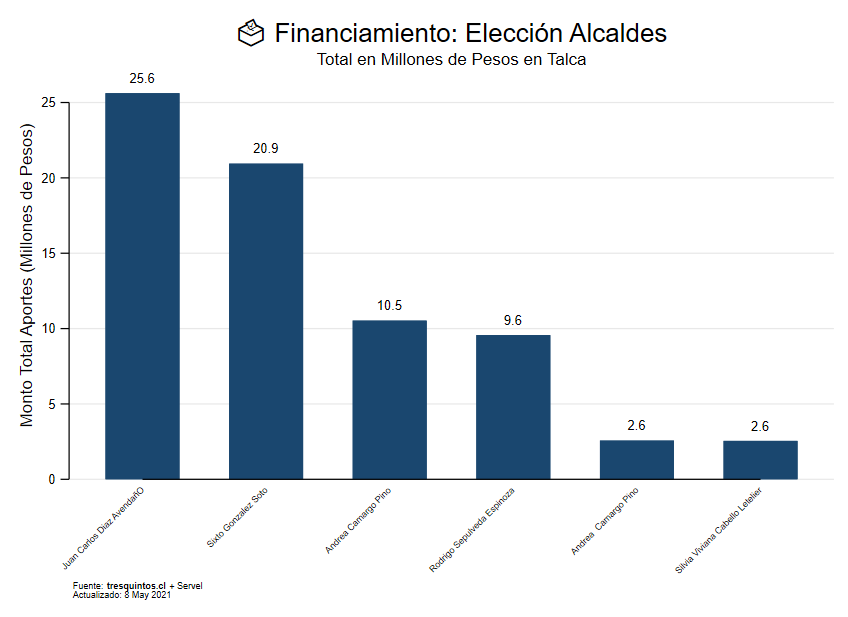 Financiamiento: Elección Alcaldes
Total en Millones de Pesos en Talca
Monto Total Aportes (Millones de Pesos)
25
20
15
10
5
0
25.6
20.9
10.5
9.6
2.6
2.6
Juan Carlos Diaz AvendañO
Sixto Gonzalez Soto
Andrea Camargo Pino
Rodrigo Sepulveda Espinoza
Andrea  Camargo Pino
Silvia Viviana Cabello Letelier
Fuente: tresquintos.cl + Servel
Actualizado: 8 May 2021